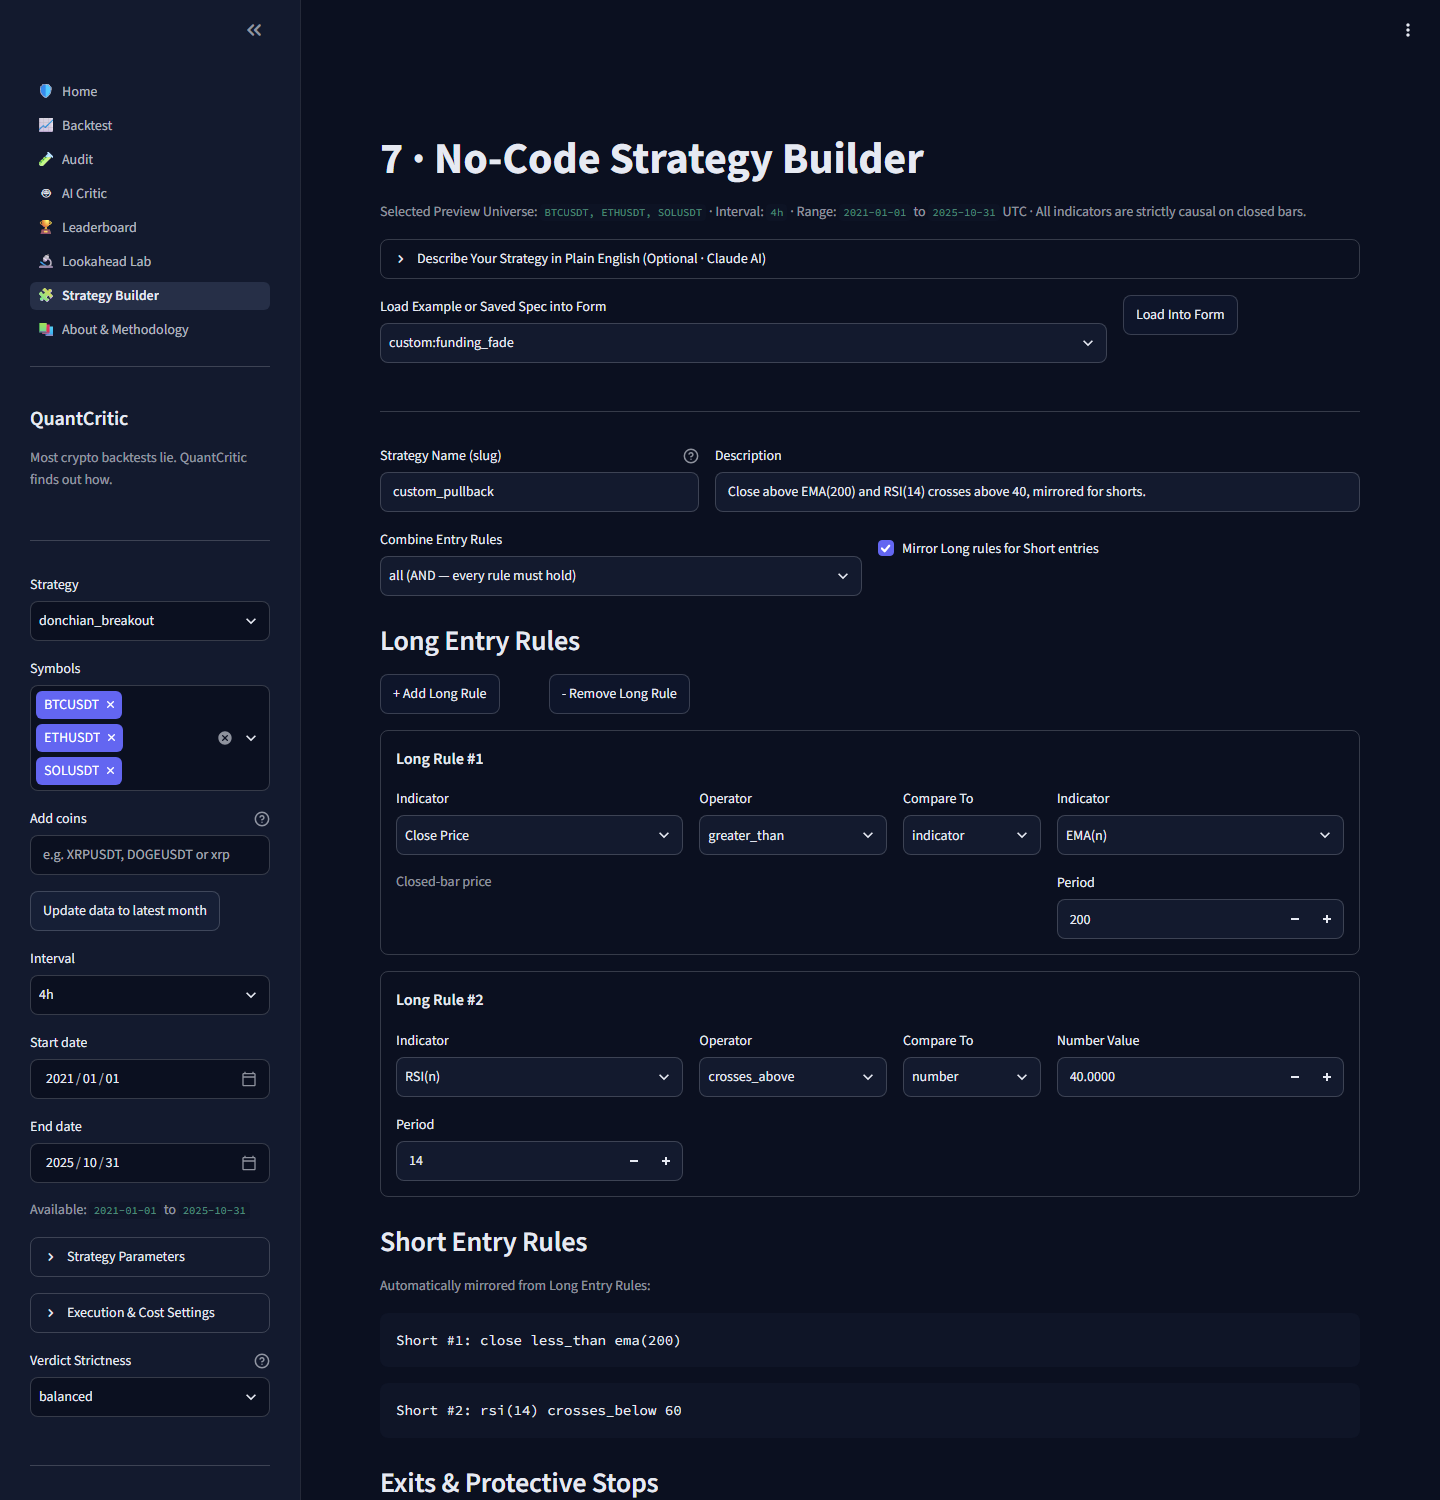 Home
Backtest
Audit
AI Critic
Leaderboard
Lookahead Lab
Strategy Builder
About & Methodology
QuantCritic
Most crypto backtests lie. QuantCritic
finds out how.
Strategy
donchian_breakout
Symbols
BTCUSDT
ETHUSDT
SOLUSDT
Add coins
e.g. XRPUSDT, DOGEUSDT or xrp
Update data to latest month
Interval
4h
Start date
2021/01/01
End date
2025/10/31
Available: 2021-01-01 to 2025-10-31
Strategy Parameters
Execution & Cost Settings
Verdict Strictness
balanced
7 · No-Code Strategy Builder
Selected Preview Universe: BTCUSDT, ETHUSDT, SOLUSDT · Interval: 4h · Range: 2021-01-01 to 2025-10-31 UTC · All indicators are strictly causal on closed bars.
Describe Your Strategy in Plain English (Optional · Claude AI)
Load Example or Saved Spec into Form
custom:funding_fade
Load Into Form
Strategy Name (slug)
Description
custom_pullback
Close above EMA(200) and RSI(14) crosses above 40, mirrored for shorts.
Combine Entry Rules
all (AND — every rule must hold)
Mirror Long rules for Short entries
Long Entry Rules
+ Add Long Rule
- Remove Long Rule
Long Rule #1
Indicator Operator Compare To Indicator
Close Price greater_than indicator EMA(n)
Closed-bar price
Period
200
Long Rule #2
Indicator Operator Compare To Number Value
RSI(n) crosses_above number 40.0000
Period
14
Short Entry Rules
Automatically mirrored from Long Entry Rules:
Short #1: close less_than ema(200)
Short #2: rsi(14) crosses_below 60
Exits & Protective Stops